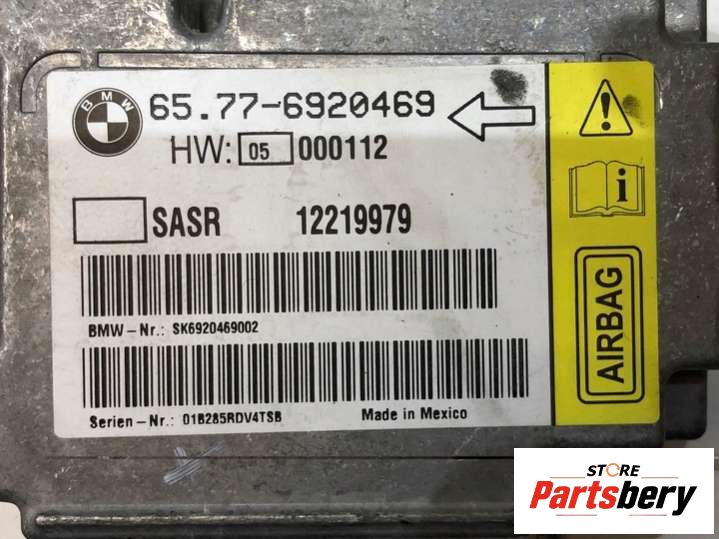 BMW
65.77-6920469
HW: 05 000112
SASR 12219979
BMW-Nr.: SK6920469002
Serien-Nr.: 01B285RDV4TSB Made in Mexico
i
AIRBAG
STORE
Partsbery